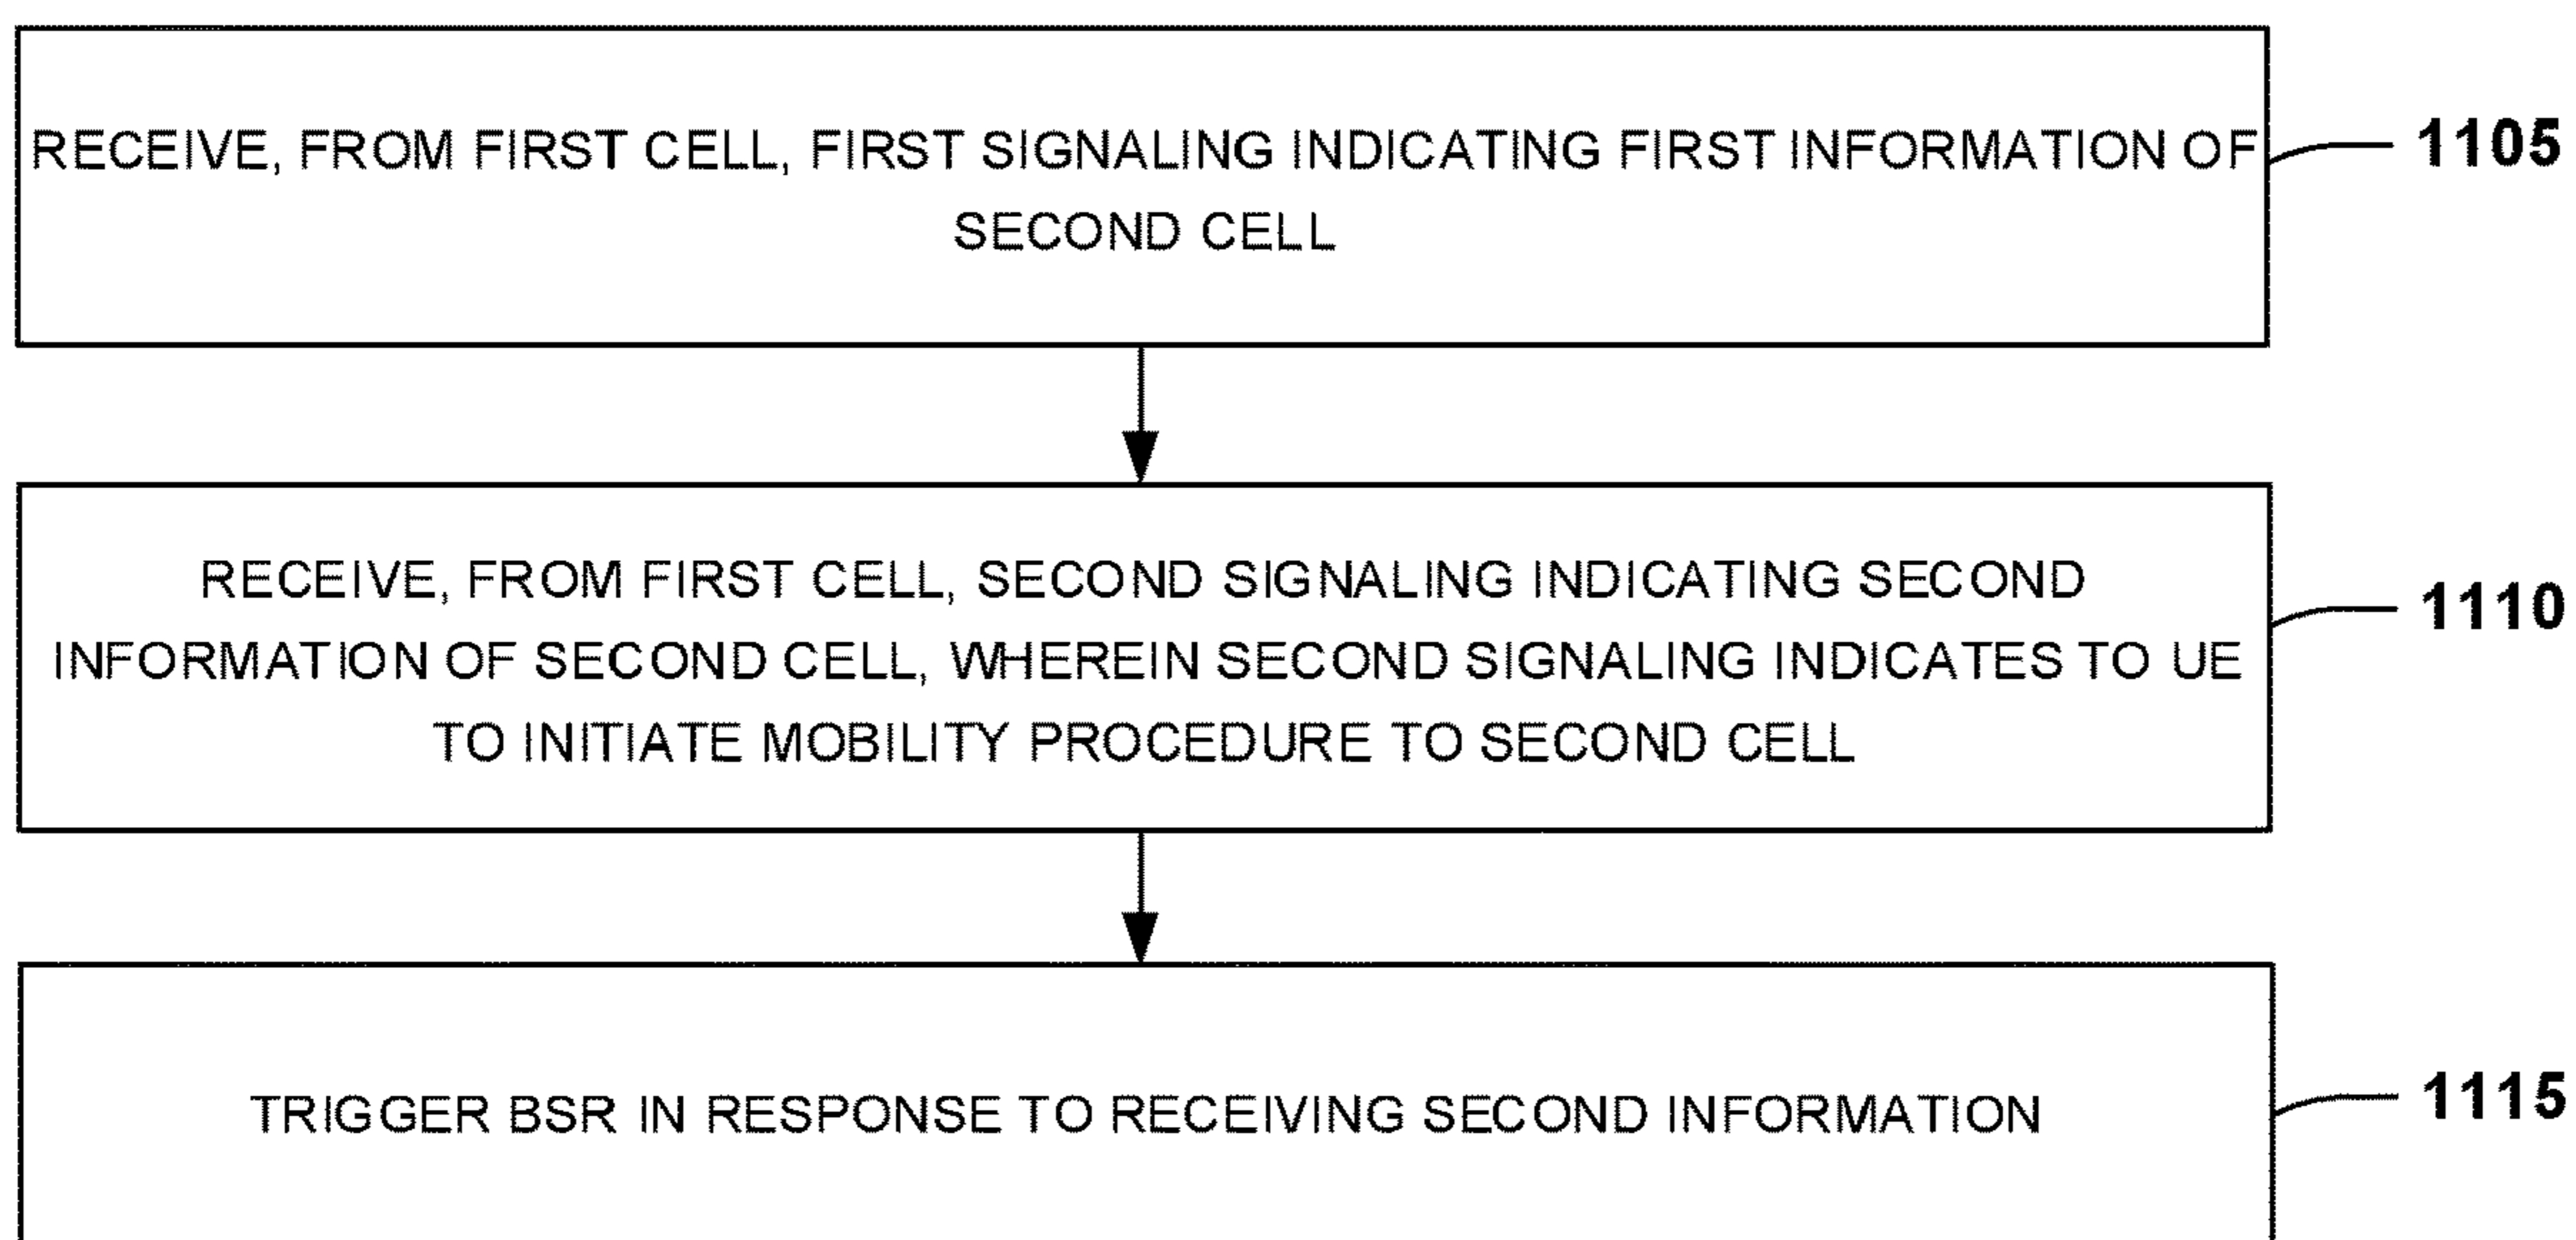 RECEIVE, FROM FIRST CELL, FIRST SIGNALING INDICATING FIRST INFORMATION OF
SECOND CELL
1105
RECEIVE, FROM FIRST CELL, SECOND SIGNALING INDICATING SECOND
INFORMATION OF SECOND CELL, WHEREIN SECOND SIGNALING INDICATES TO UE
TO INITIATE MOBILITY PROCEDURE TO SECOND CELL
1110
TRIGGER BSR IN RESPONSE TO RECEIVING SECOND INFORMATION
1115